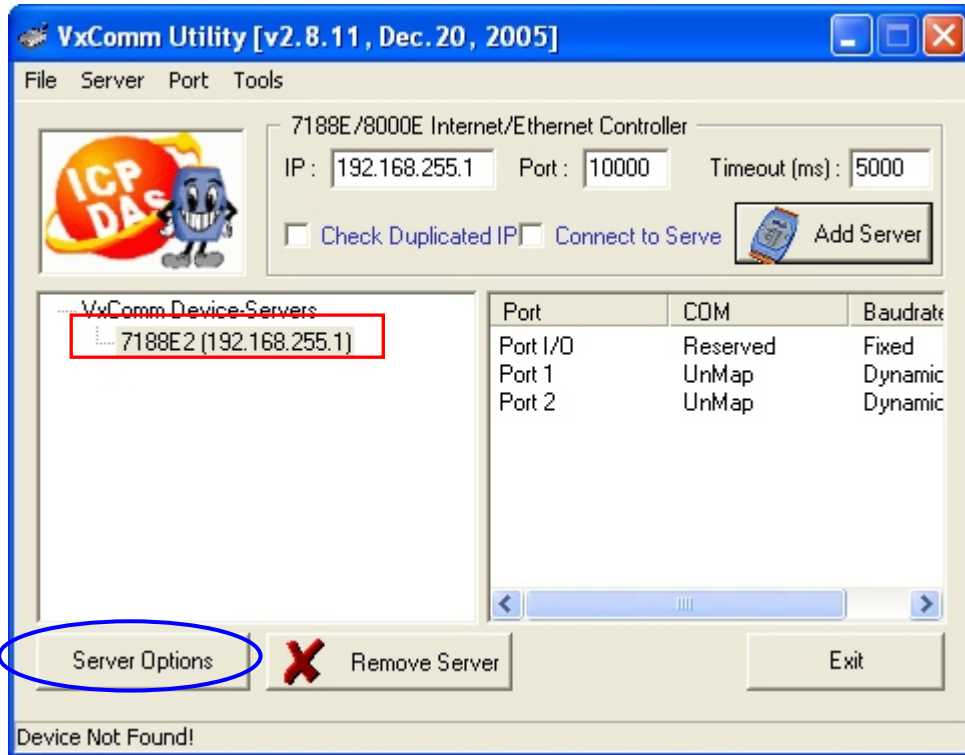 VxComm Utility [v2.8.11, Dec.20, 2005]
File Server Port Tools
ICP DAS
7188E/8000E Internet/Ethernet Controller
IP : 192.168.255.1 Port : 10000 Timeout (ms) : 5000
Check Duplicated IP Connect to Serve Add Server
VxComm Device-Servers
7188E2 (192.168.255.1)
Port COM Baudrate
Port I/O Reserved Fixed
Port 1 UnMap Dynamic
Port 2 UnMap Dynamic
Server Options Remove Server Exit
Device Not Found!